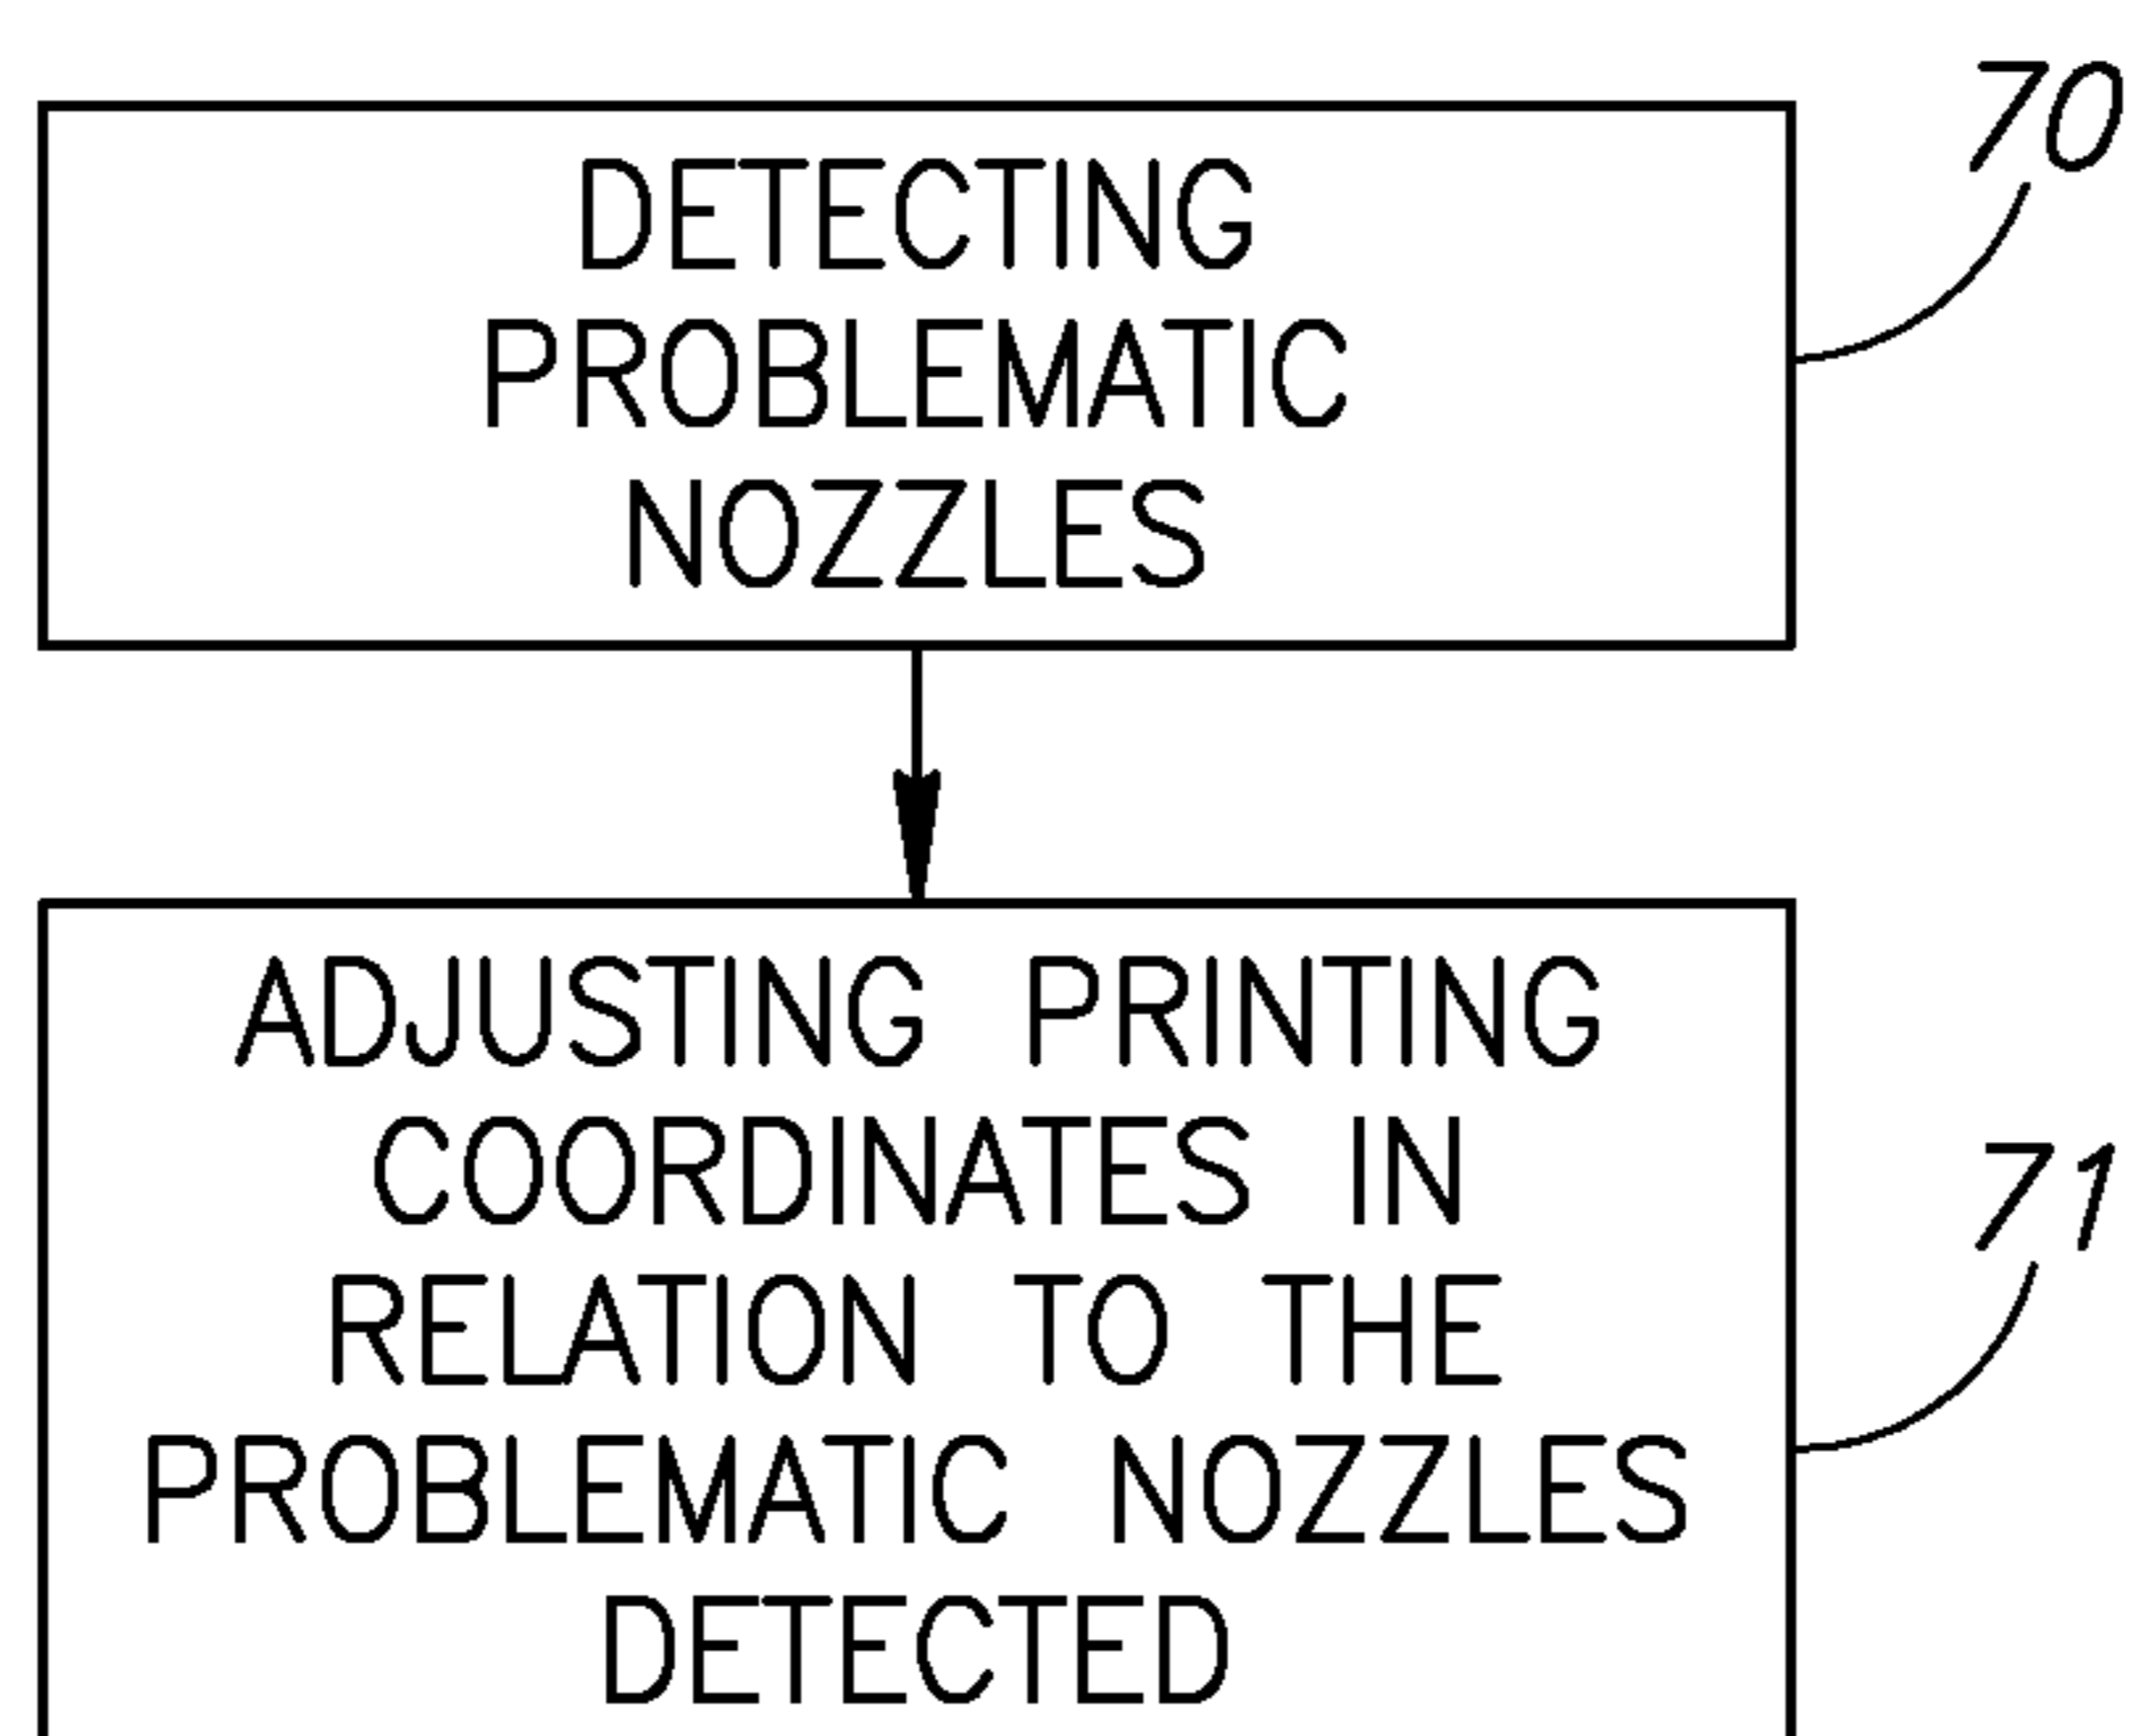 70
DETECTING
PROBLEMATIC
NOZZLES
ADJUSTING PRINTING
COORDINATES IN
RELATION TO THE
PROBLEMATIC NOZZLES
DETECTED
71